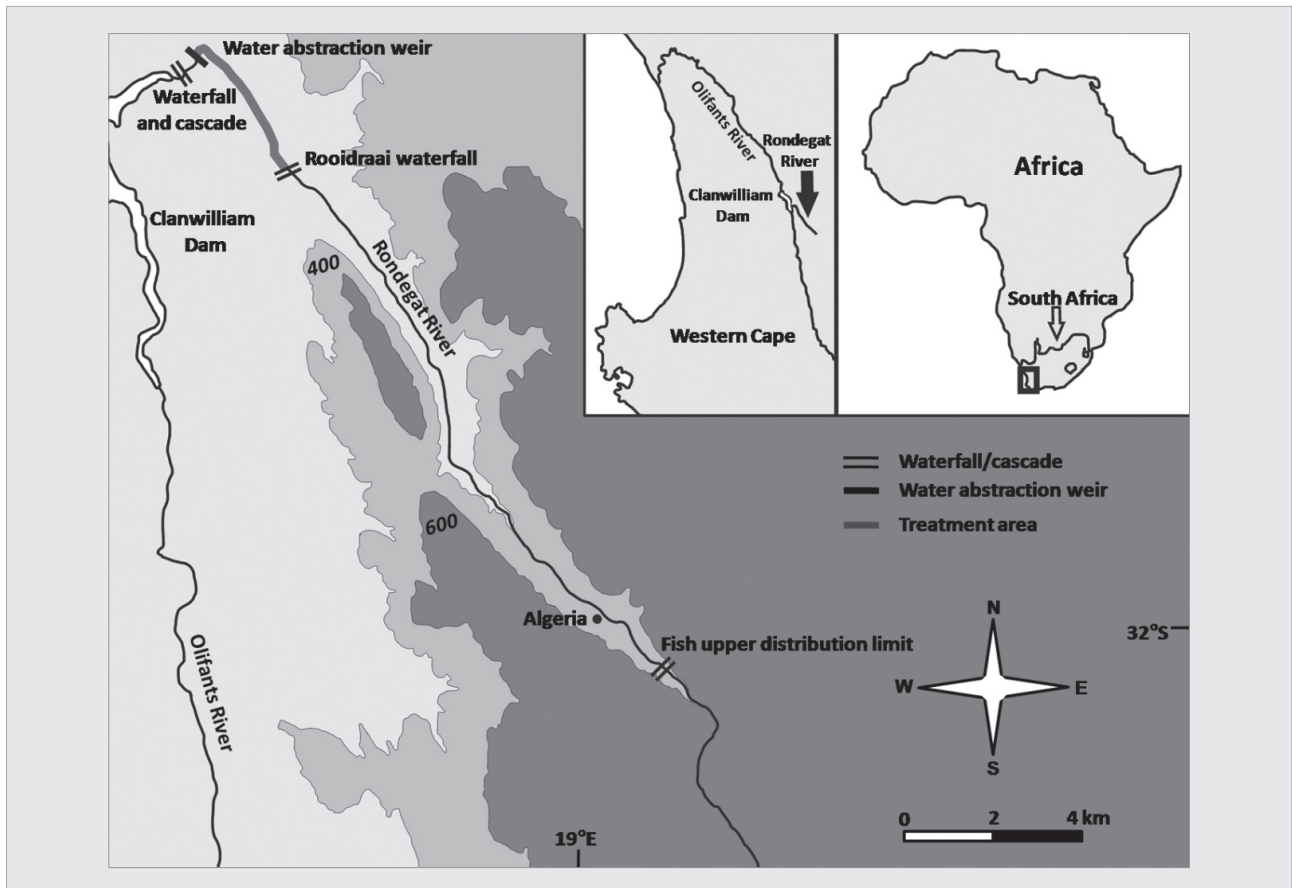 Water abstraction weir
Waterfall
and cascade
Rooidraai waterfall
Clanwilliam
Dam
400
Rondegat River
600
Algeria
Fish upper distribution limit
Olifants River
19°E
Olifants River
Rondegat
River
Clanwilliam
Dam
Western Cape
Africa
South Africa
Waterfall/cascade
Water abstraction weir
Treatment area
32°S
N
W
E
S
0 2 4 km